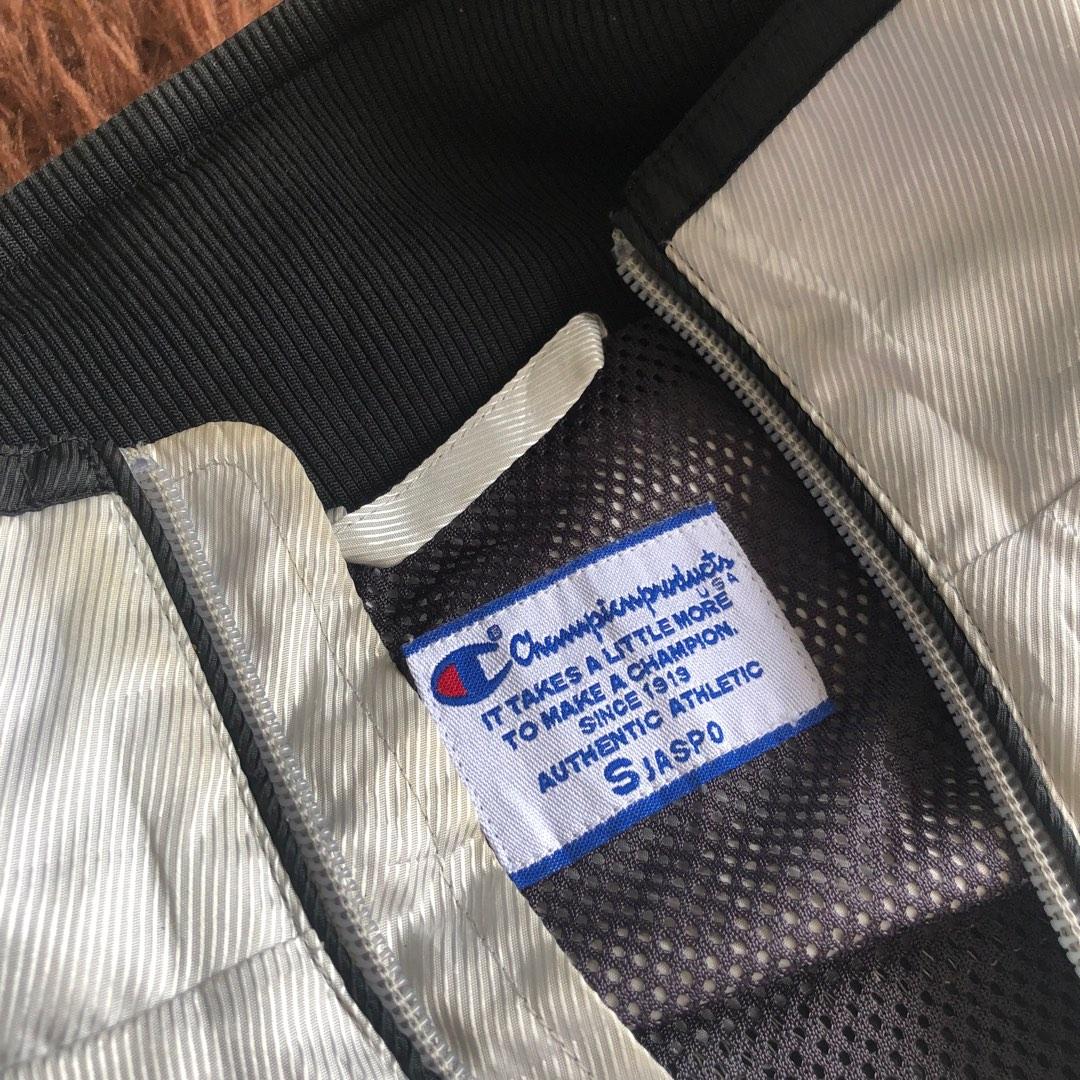 ®
Championproducts
USA
IT TAKES A LITTLE MORE
TO MAKE A CHAMPION.
SINCE 1919
AUTHENTIC ATHLETIC
S JASPO